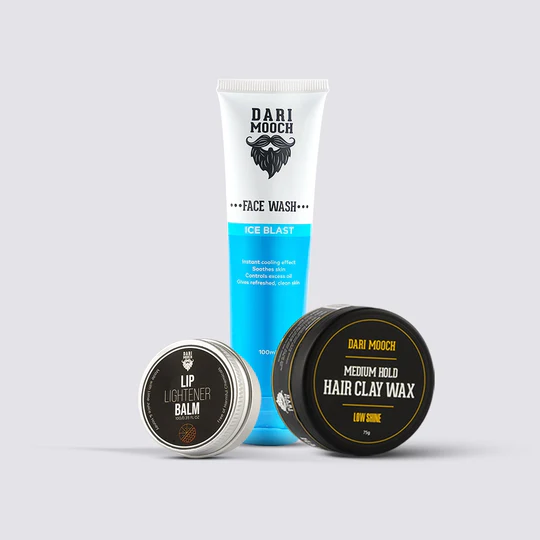 DARI
MOOCH
•••FACE WASH•••
ICE BLAST
Instant cooling effect
Soothes skin
Controls excess oil
Gives refreshed, clean skin
100m
DARI
MOOCH
LIP
LIGHTENER
BALM
DARI MOOCH
MEDIUM HOLD
HAIR CLAY WAX
LOW SHINE
75g